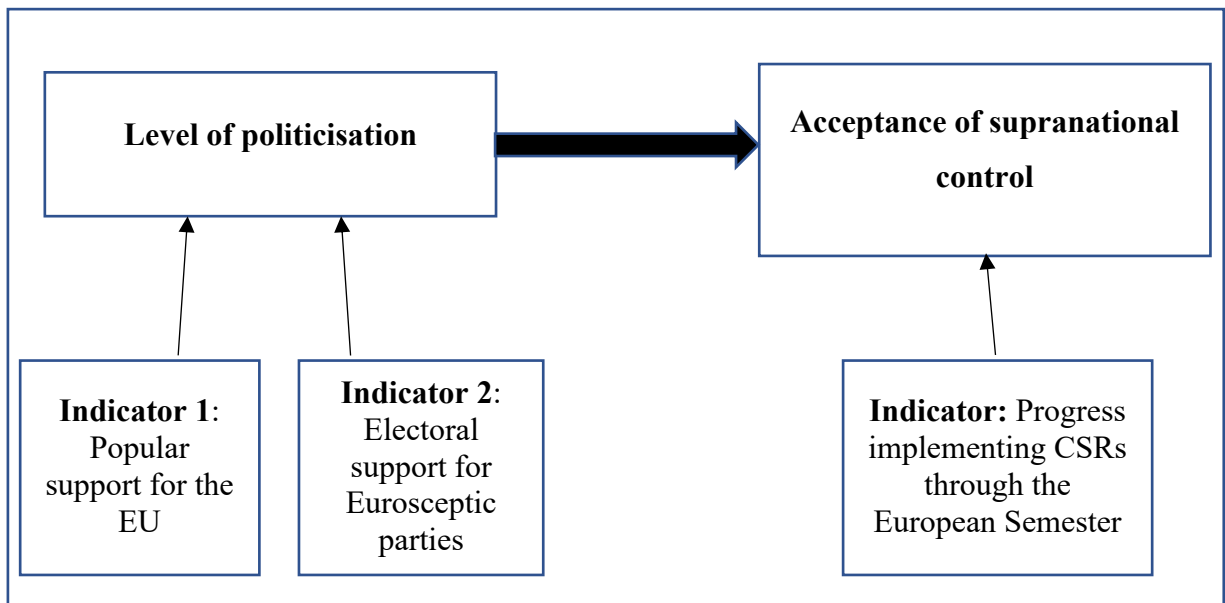 Level of politicisation
Acceptance of supranational
control
Indicator 1:
Popular
support for the
EU
Indicator 2:
Electoral
support for
Eurosceptic
parties
Indicator: Progress
implementing CSRs
through the
European Semester